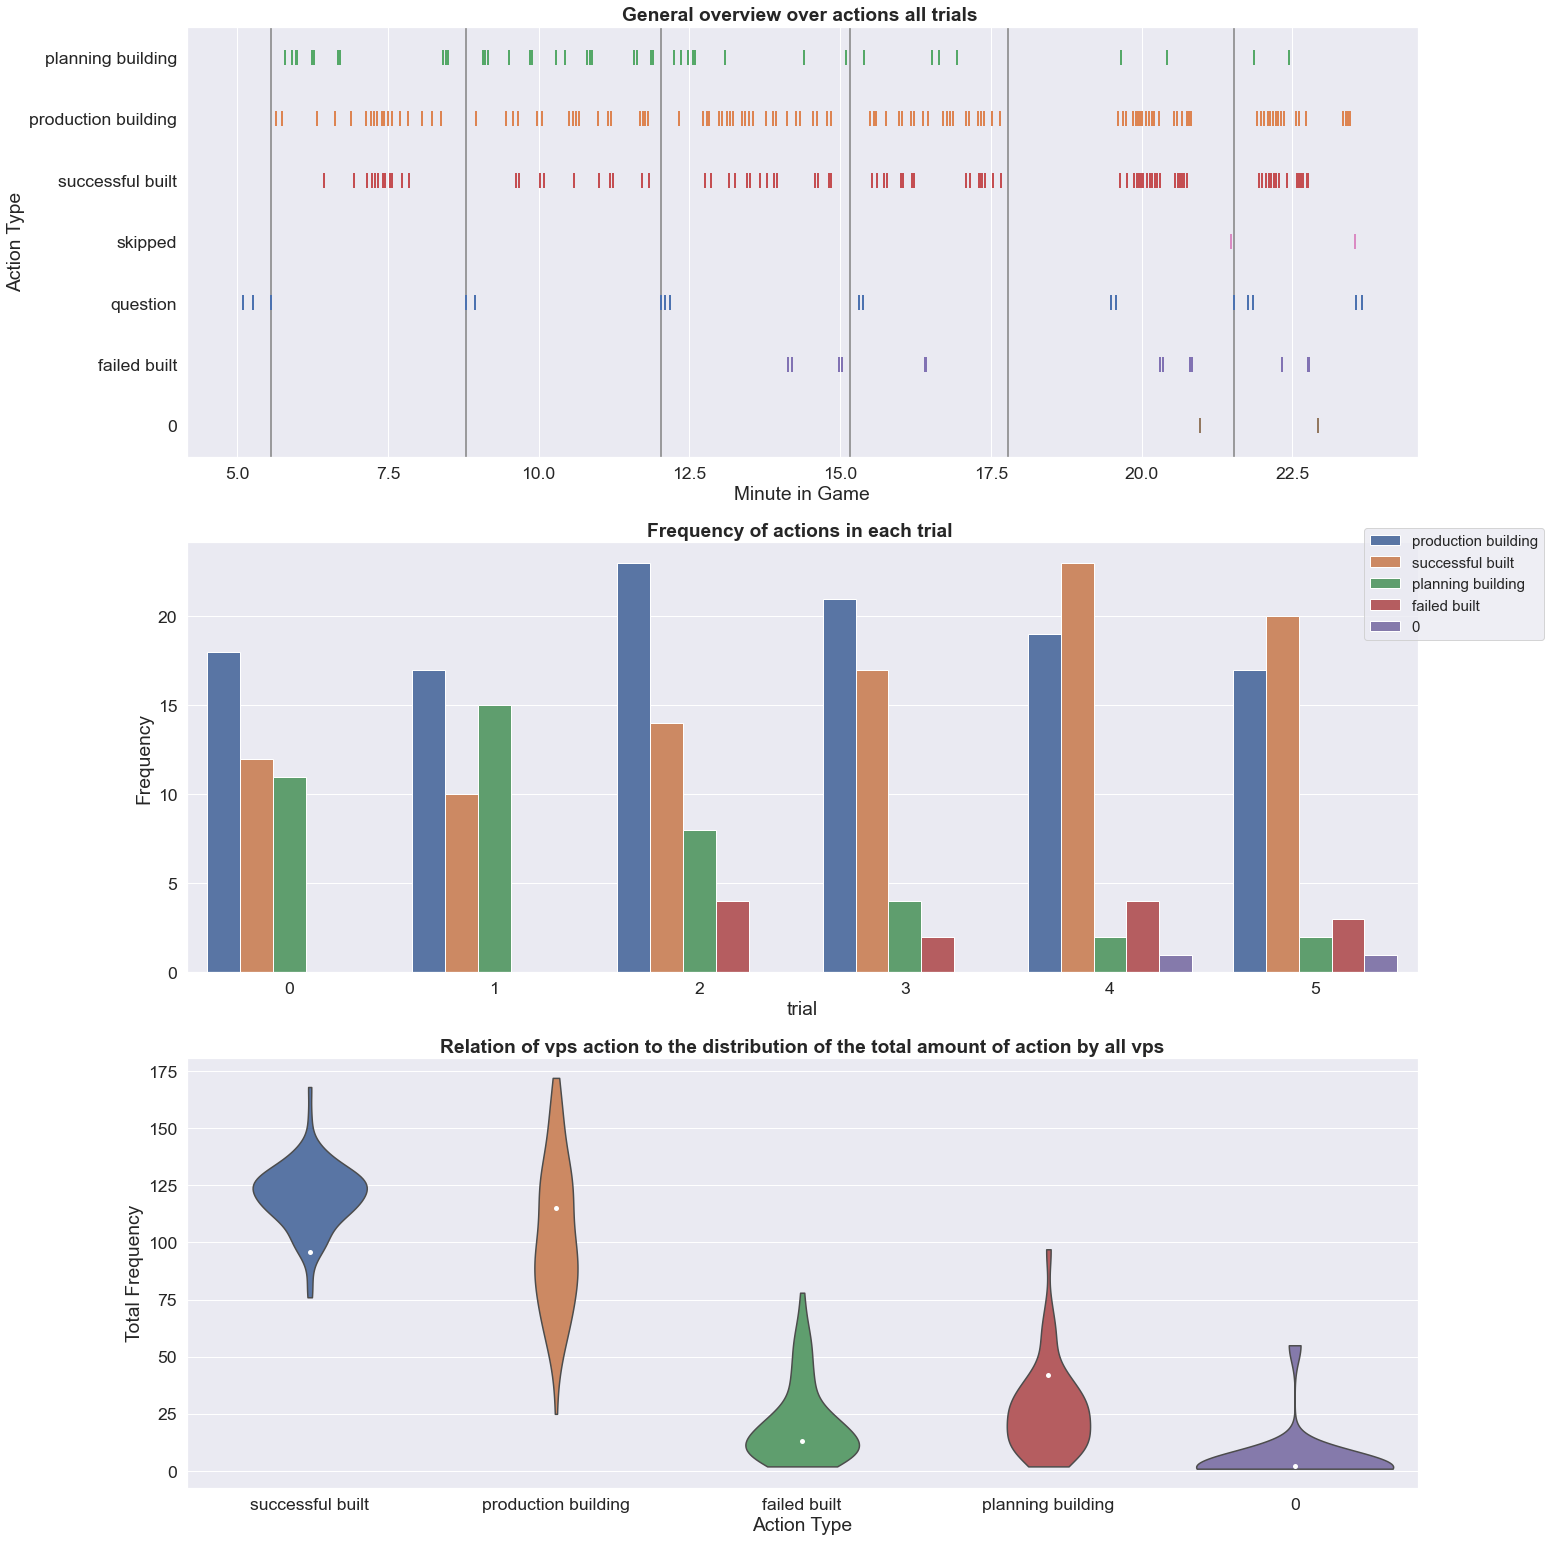 General overview over actions all trials
planning building
production building
successful built
skipped
question
failed built
0
Action Type
5.0 7.5 10.0 12.5 15.0 17.5 20.0 22.5
Minute in Game
Frequency of actions in each trial
production building
successful built
planning building
failed built
0
20
15
10
5
0
Frequency
0 1 2 3 4 5
trial
Relation of vps action to the distribution of the total amount of action by all vps
175
150
125
100
75
50
25
0
Total Frequency
successful built production building failed built planning building 0
Action Type